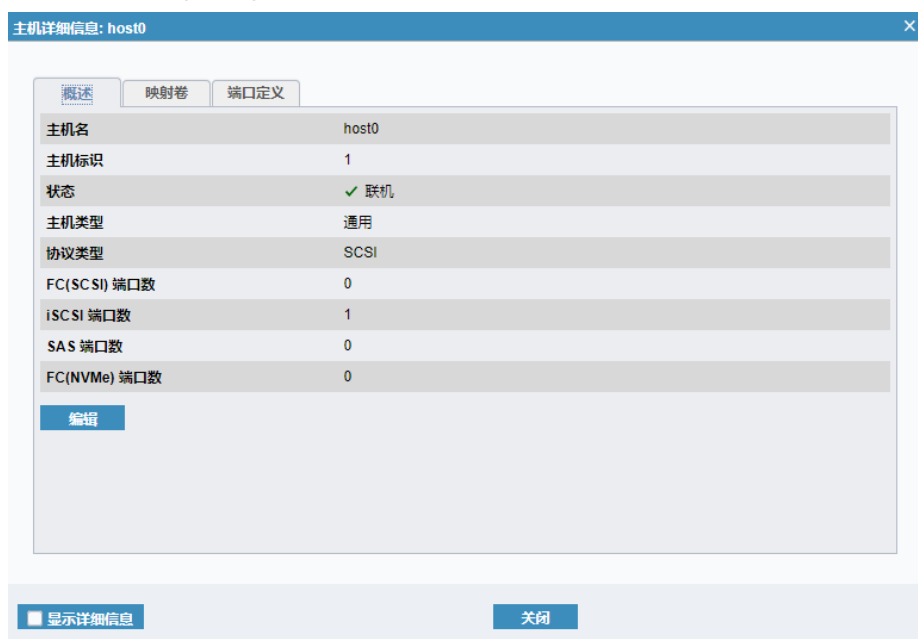 主机详细信息: host0
概述 映射卷 端口定义
主机名 host0
主机标识 1
状态 联机
主机类型 通用
协议类型 SCSI
FC(SCSI) 端口数 0
iSCSI 端口数 1
SAS 端口数 0
FC(NVMe) 端口数 0
编辑
显示详细信息 关闭